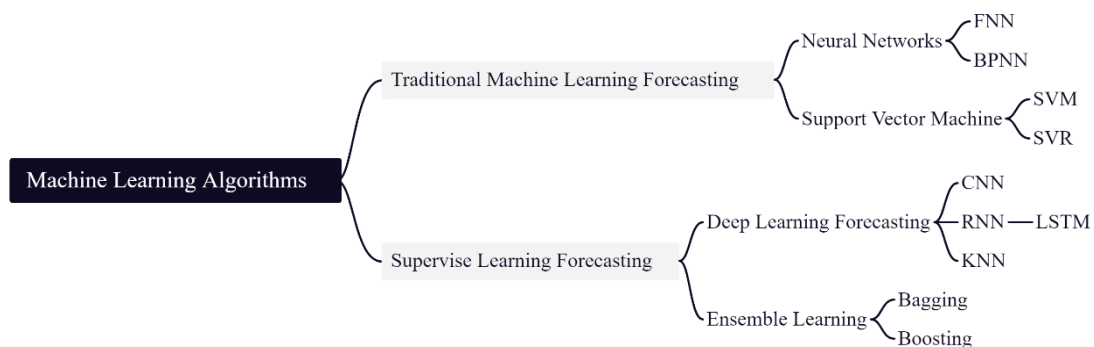 Machine Learning Algorithms
Traditional Machine Learning Forecasting
Neural Networks
FNN
BPNN
Support Vector Machine
SVM
SVR
Supervise Learning Forecasting
Deep Learning Forecasting
CNN
RNN
LSTM
KNN
Ensemble Learning
Bagging
Boosting